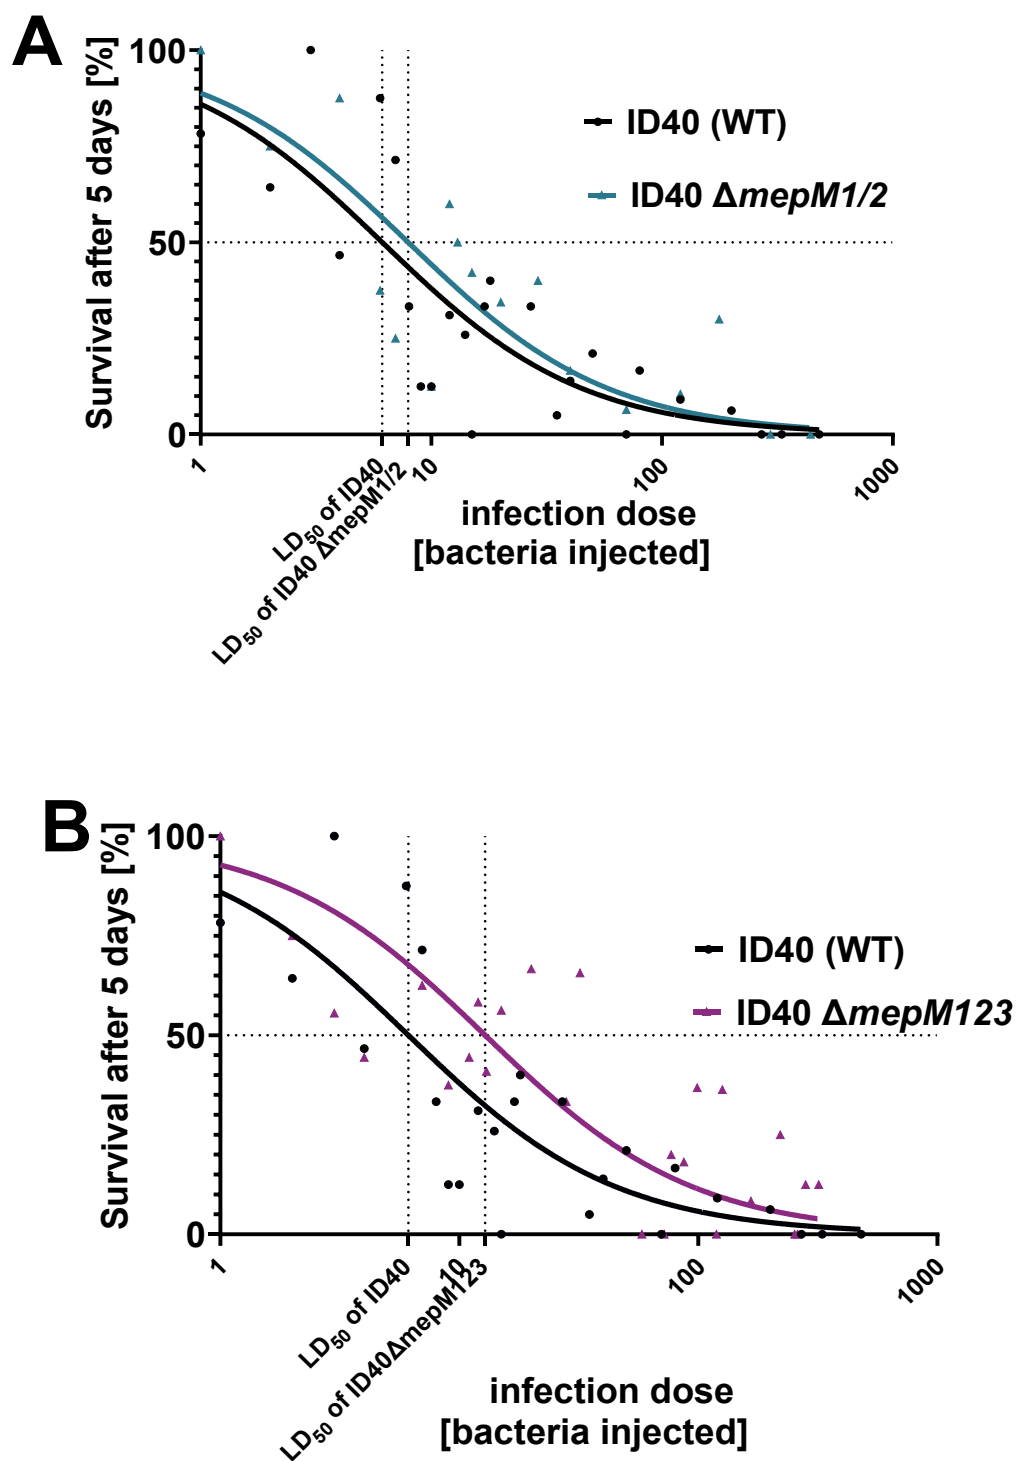 A
Survival after 5 days [%]
100
50
0
ID40 (WT)
ID40 ΔmepM1/2
1
LD50 of ID40
LD50 of ID40 ΔmepM1/2
10
100
1000
infection dose
[bacteria injected]
B
Survival after 5 days [%]
100
50
0
ID40 (WT)
ID40 ΔmepM123
1
LD50 of ID40
10
LD50 of ID40ΔmepM123
100
1000
infection dose
[bacteria injected]